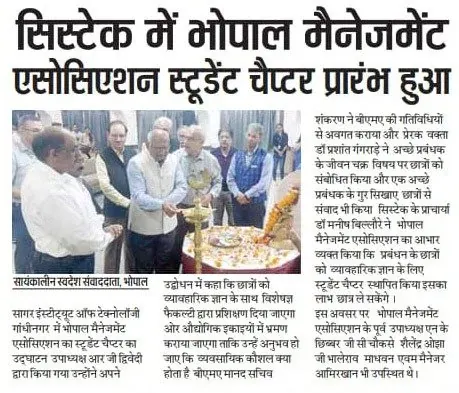 सिस्टेक में भोपाल मैनेजमेंट
एसोसिएशन स्टूडेंट चैप्टर प्रारंभ हुआ
सायंकालीन स्वदेश संवाददाता, भोपाल
सागर इंस्टीट्यूट ऑफ टेक्नोलॉजी
गांधीनगर में भोपाल मैनेजमेंट
एसोसिएशन का स्टूडेंट चैप्टर का
उद्घाटन उपाध्यक्ष आर जी द्विवेदी
द्वारा किया गया उन्होंने अपने
उद्बोधन में कहा कि छात्रों को
व्यावहारिक ज्ञान के साथ विशेषज्ञ
फैकल्टी द्वारा प्रशिक्षण दिया जाएगा
ओर औद्योगिक इकाइयों में भ्रमण
कराया जाएगा ताकि उन्हें अनुभव हो
जाए कि व्यवसायिक कौशल क्या
होता है बीएमए मानद सचिव
शंकरण ने बीएमए की गतिविधियों
से अवगत कराया और प्रेरक वक्ता
डॉ प्रशांत गंगराड़े ने अच्छे प्रबंधक
के जीवन चक्र विषय पर छात्रों को
संबोधित किया और एक अच्छे
प्रबंधक के गुर सिखाए छात्रों से
संवाद भी किया सिस्टेक के प्राचार्य
डॉ मनीष बिल्लौरे ने भोपाल
मैनेजमेंट एसोसिएशन का आभार
व्यक्त किया कि प्रबंधन के छात्रों
को व्यावहारिक ज्ञान के लिए
स्टूडेंट चैप्टर स्थापित किया इसका
लाभ छात्र ले सकेंगे ।
इस अवसर पर भोपाल मैनेजमेंट
एसोसिएशन के पूर्व उपाध्यक्ष एन के
छिब्बर जी सी चौकसे शैलेंद्र ओझा
जी भालेराव माधवन एवम मैनेजर
आमिरखान भी उपस्थित थे।